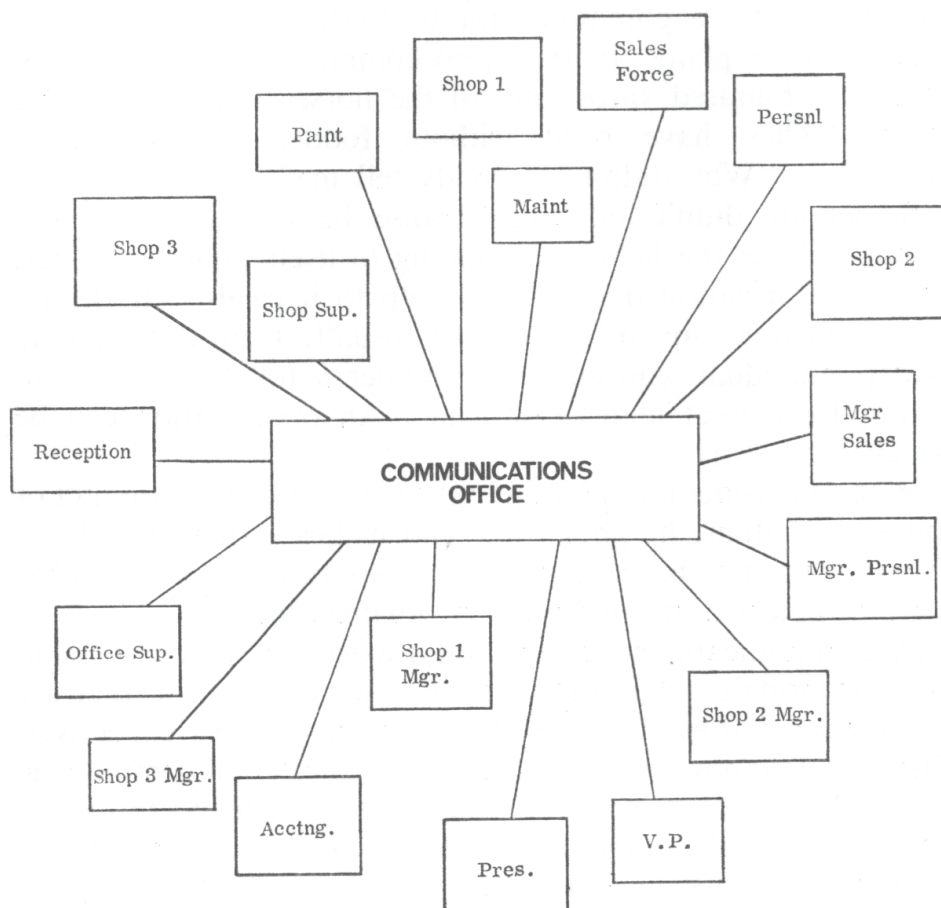 Sales
Force
Shop 1
Persnl
Paint
Maint
Shop 3
Shop 2
Shop Sup.
Mgr
Sales
Reception
COMMUNICATIONS
OFFICE
Mgr. Prsnl.
Office Sup.
Shop 1
Mgr.
Shop 2 Mgr.
Shop 3 Mgr.
Acctng.
V.P.
Pres.